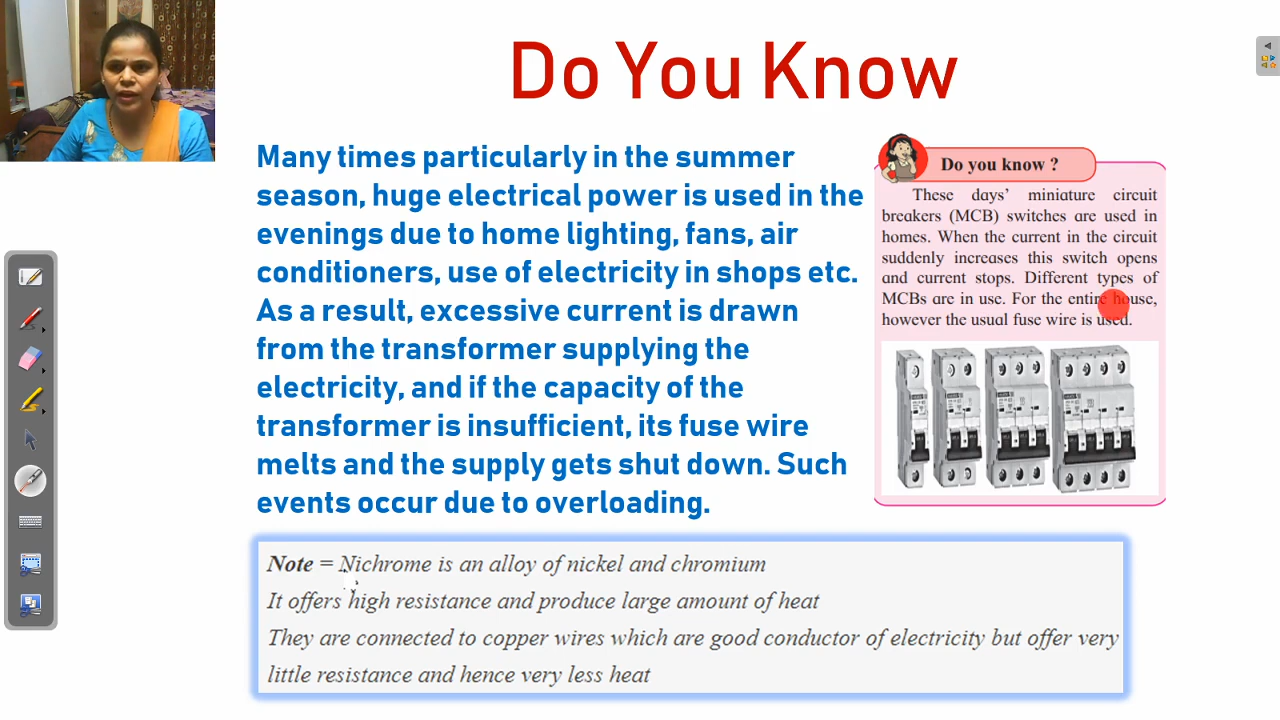 Do You Know
Many times particularly in the summer
season, huge electrical power is used in the
evenings due to home lighting, fans, air
conditioners, use of electricity in shops etc.
As a result, excessive current is drawn
from the transformer supplying the
electricity, and if the capacity of the
transformer is insufficient, its fuse wire
melts and the supply gets shut down. Such
events occur due to overloading.
Do you know ?
These days' miniature circuit
breakers (MCB) switches are used in
homes. When the current in the circuit
suddenly increases this switch opens
and current stops. Different types of
MCBs are in use. For the entire house,
however the usual fuse wire is used.
Note = Nichrome is an alloy of nickel and chromium
It offers high resistance and produce large amount of heat
They are connected to copper wires which are good conductor of electricity but offer very
little resistance and hence very less heat